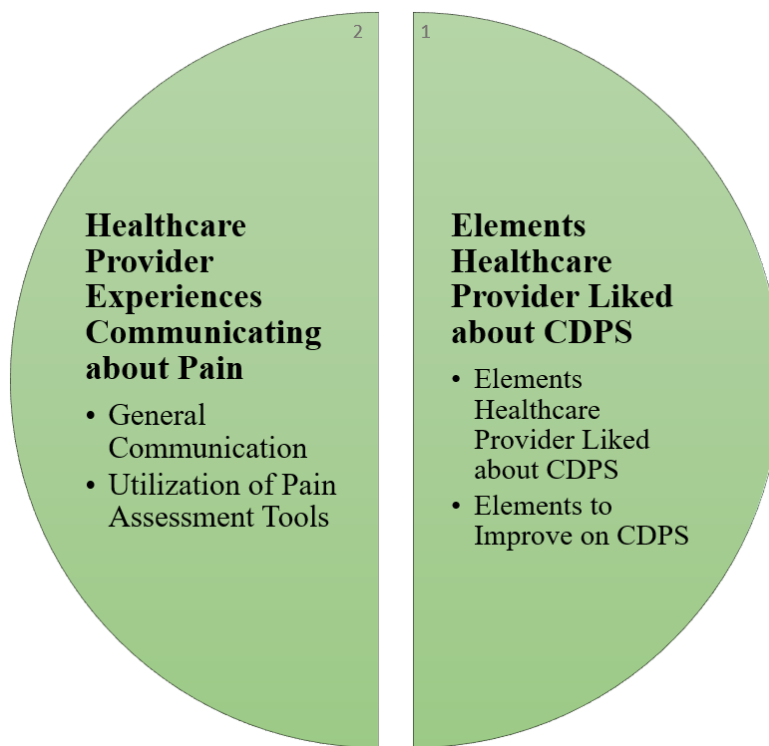 2
Healthcare
Provider
Experiences
Communicating
about Pain
• General
Communication
• Utilization of Pain
Assessment Tools
1
Elements
Healthcare
Provider Liked
about CDPS
• Elements
Healthcare
Provider Liked
about CDPS
• Elements to
Improve on CDPS